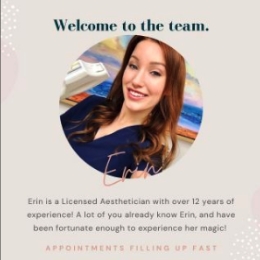 Welcome to the team.
Erin
Erin is a Licensed Aesthetician with over 12 years of
experience! A lot of you already know Erin, and have
been fortunate enough to experience her magic!
APPOINTMENTS FILLING UP FAST